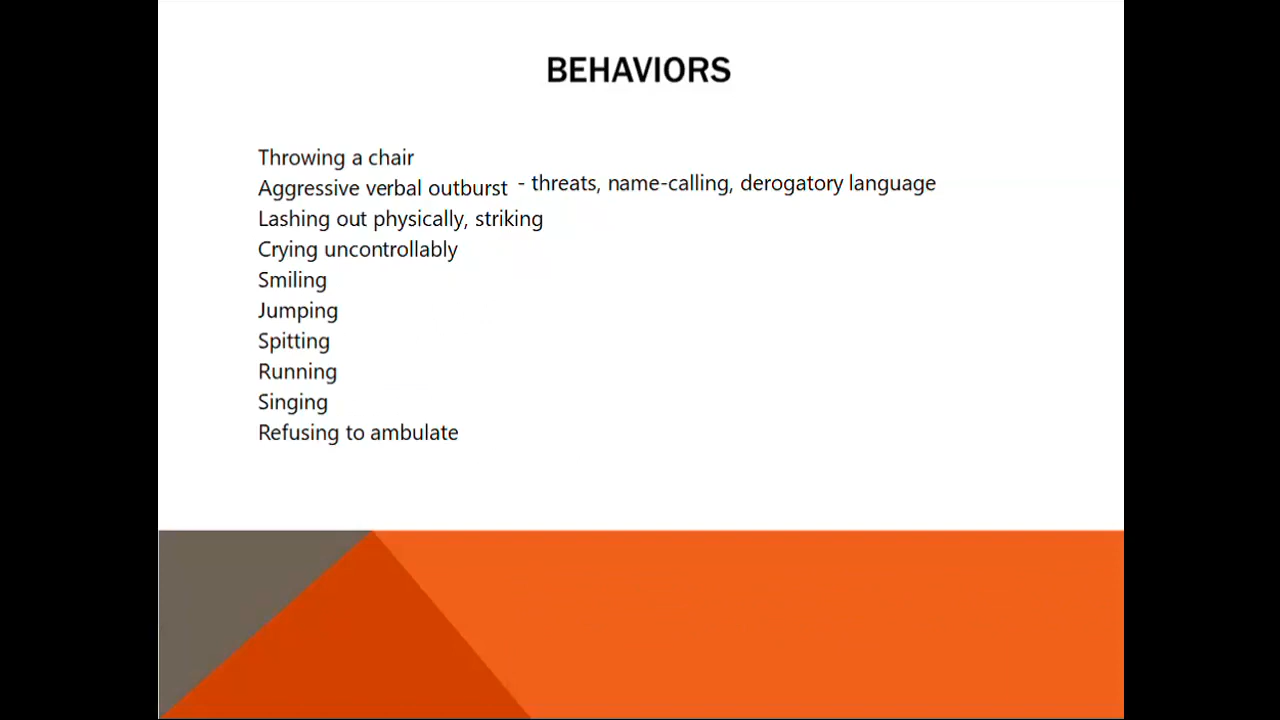 BEHAVIORS
Throwing a chair
Aggressive verbal outburst - threats, name-calling, derogatory language
Lashing out physically, striking
Crying uncontrollably
Smiling
Jumping
Spitting
Running
Singing
Refusing to ambulate